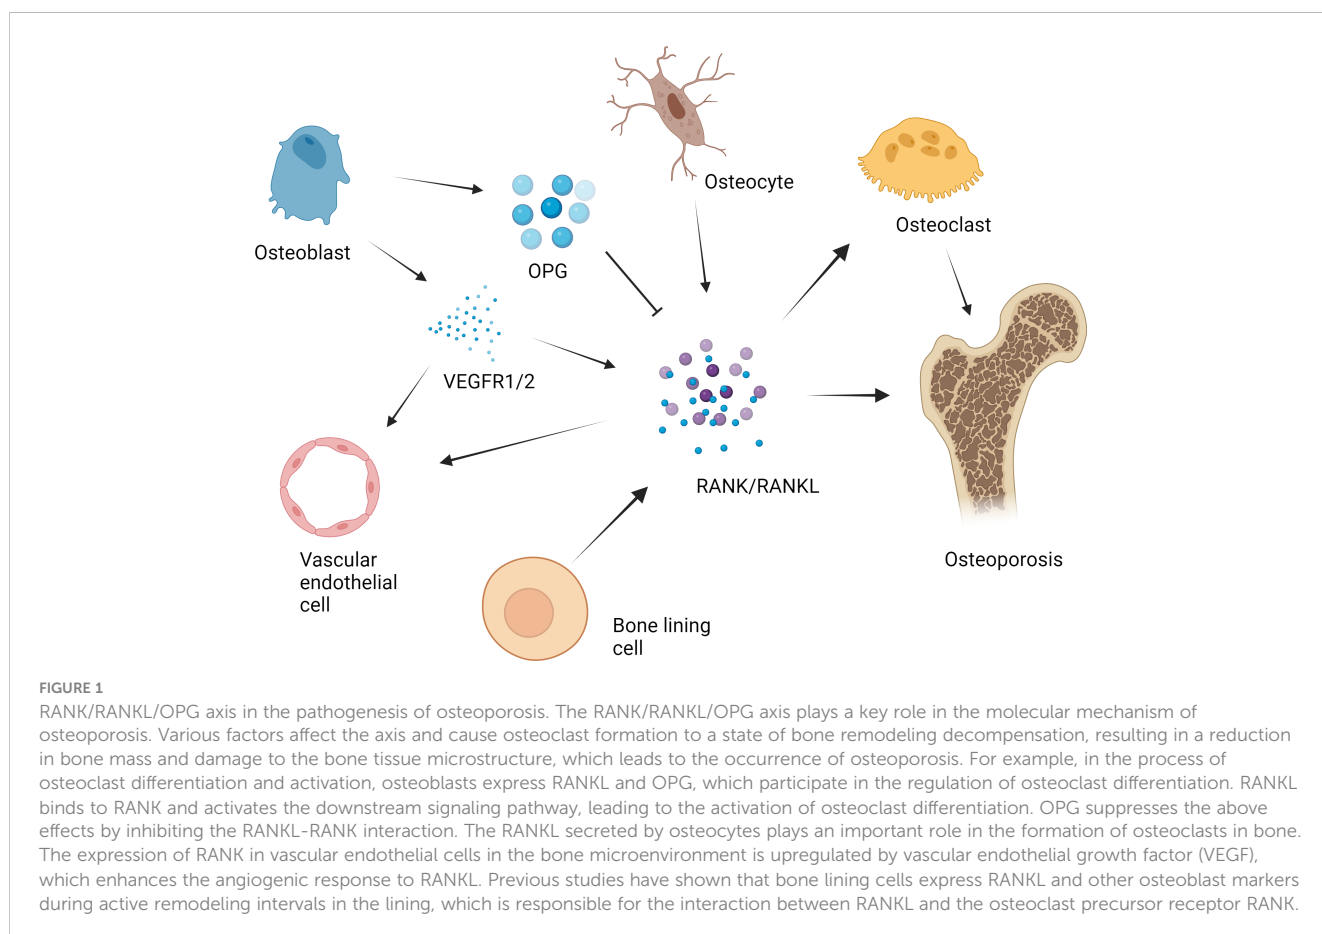 Osteocyte
Osteoblast
OPG
Osteoclast
VEGFR1/2
RANK/RANKL
Vascular
endothelial
cell
Bone lining
cell
Osteoporosis
FIGURE 1
RANK/RANKL/OPG axis in the pathogenesis of osteoporosis. The RANK/RANKL/OPG axis plays a key role in the molecular mechanism of
osteoporosis. Various factors affect the axis and cause osteoclast formation to a state of bone remodeling decompensation, resulting in a reduction
in bone mass and damage to the bone tissue microstructure, which leads to the occurrence of osteoporosis. For example, in the process of
osteoclast differentiation and activation, osteoblasts express RANKL and OPG, which participate in the regulation of osteoclast differentiation. RANKL
binds to RANK and activates the downstream signaling pathway, leading to the activation of osteoclast differentiation. OPG suppresses the above
effects by inhibiting the RANKL-RANK interaction. The RANKL secreted by osteocytes plays an important role in the formation of osteoclasts in bone.
The expression of RANK in vascular endothelial cells in the bone microenvironment is upregulated by vascular endothelial growth factor (VEGF),
which enhances the angiogenic response to RANKL. Previous studies have shown that bone lining cells express RANKL and other osteoblast markers
during active remodeling intervals in the lining, which is responsible for the interaction between RANKL and the osteoclast precursor receptor RANK.